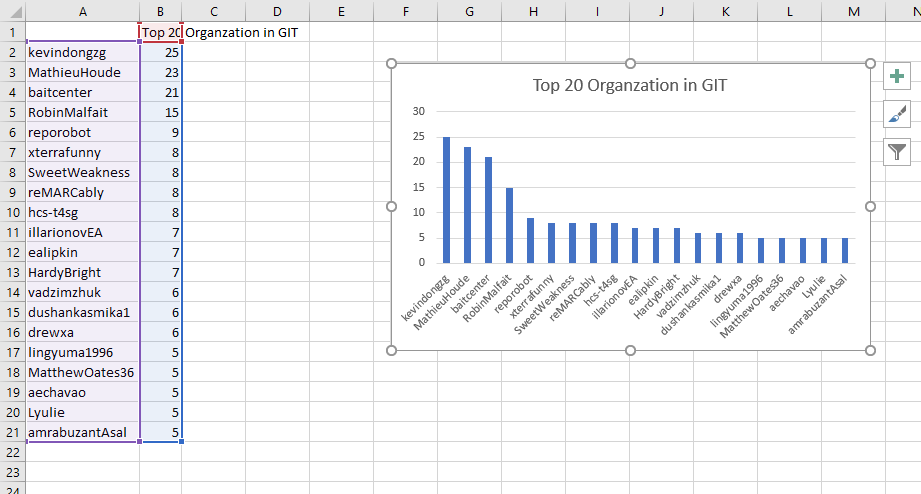 A B C D E F G H I J K L M N
1 Top 20 Organzation in GIT
2 kevindongzg 25
3 MathieuHoude 23
4 baitcenter 21
5 RobinMalfait 15
6 reporobot 9
7 xterrafunny 8
8 SweetWeakness 8
9 reMARCably 8
10 hcs-t4sg 8
11 illarionovEA 7
12 ealipkin 7
13 HardyBright 7
14 vadzimzhuk 6
15 dushankasmika1 6
16 drewxa 6
17 lingyuma1996 5
18 MatthewOates36 5
19 aechavao 5
20 Lyulie 5
21 amrabuzantAsal 5
22
23
24
Top 20 Organzation in GIT
30
25
20
15
10
5
0
kevindongzg
MathieuHoude
baitcenter
RobinMalfait
reporobot
xterrafunny
SweetWeakness
reMARCably
hcs-t4sg
illarionovEA
ealipkin
HardyBright
vadzimzhuk
dushankasmika1
drewxa
lingyuma1996
MatthewOates36
aechavao
Lyulie
amrabuzantAsal